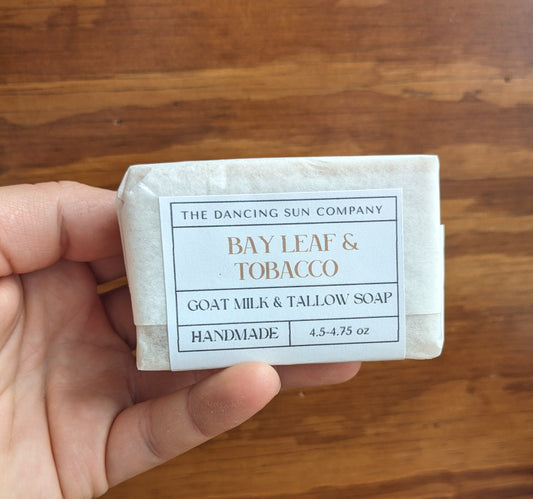 THE DANCING SUN COMPANY
BAY LEAF &
TOBACCO
GOAT MILK & TALLOW SOAP
HANDMADE
4.5-4.75 oz